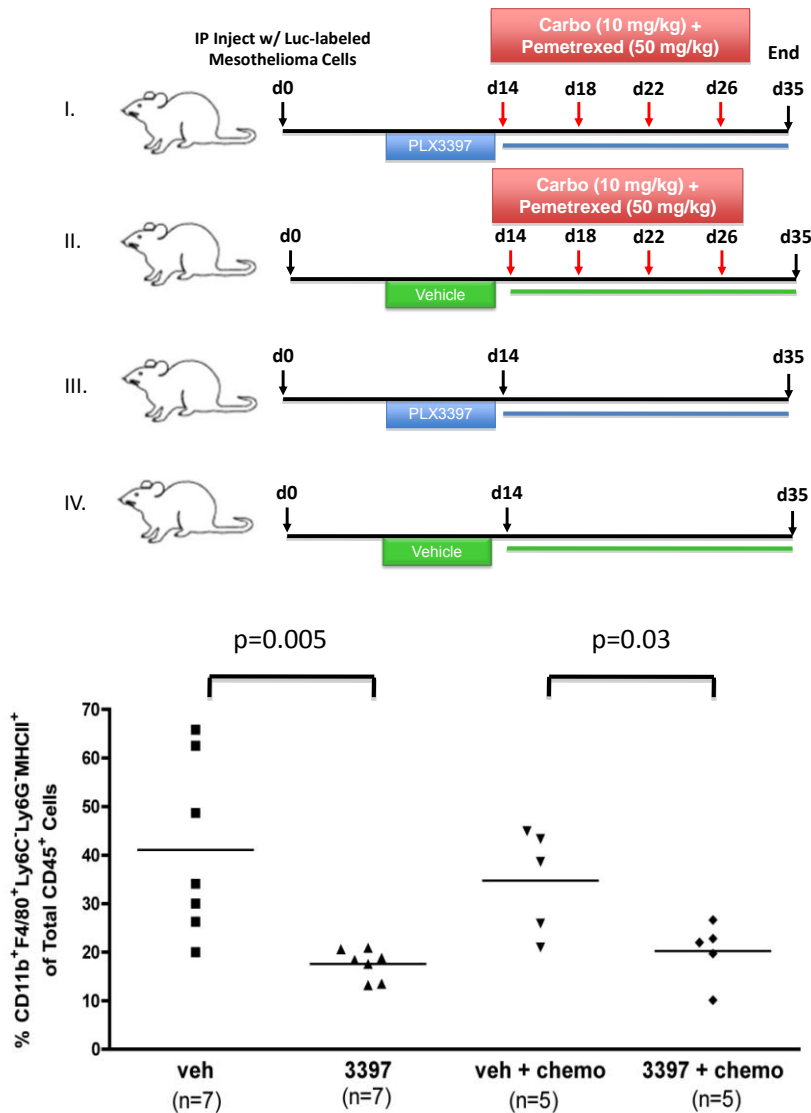 IP Inject w/ Luc-labeled
Mesothelioma Cells
Carbo (10 mg/kg) +
Pemetrexed (50 mg/kg)
End
I.
d0
d14
d18
d22
d26
d35
PLX3397
Carbo (10 mg/kg) +
Pemetrexed (50 mg/kg)
II.
d0
d14
d18
d22
d26
d35
Vehicle
III.
d0
d14
d35
PLX3397
IV.
d0
d14
d35
Vehicle
p=0.005
p=0.03
% CD11b⁺F4/80⁺Ly6C⁻Ly6G⁻MHCII⁺
of Total CD45⁺ Cells
70
60
50
40
30
20
10
0
veh
3397
veh + chemo
3397 + chemo
(n=7)
(n=7)
(n=5)
(n=5)